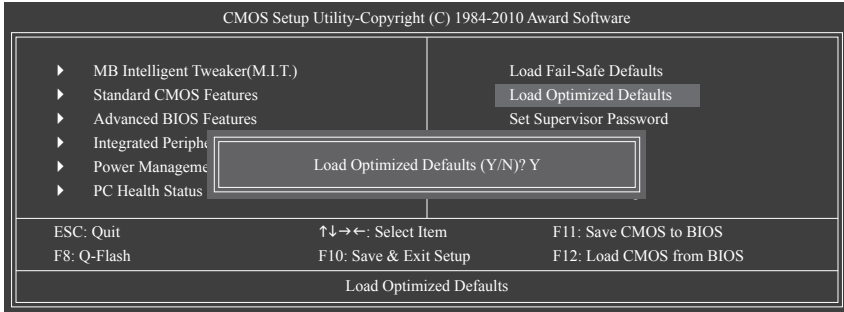 CMOS Setup Utility-Copyright (C) 1984-2010 Award Software
MB Intelligent Tweaker(M.I.T.)
Standard CMOS Features
Advanced BIOS Features
Integrated
Power
PC Health Status
Load Fail-Safe Defaults
Load Optimized Defaults
Set Supervisor Password
Load Optimized Defaults (Y/N)? Y
ESC: Quit ↑↓→←: Select Item F11: Save CMOS to BIOS
F8: Q-Flash F10: Save & Exit Setup F12: Load CMOS from BIOS
Load Optimized Defaults